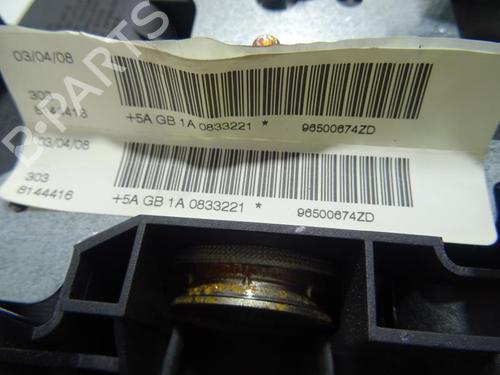 03/04/08
303
8144416
+5A GB 1A 0833221 *
96500674ZD
03/04/08
303
8144416
+5A GB 1A 0833221 *
96500674ZD
B-PARTS